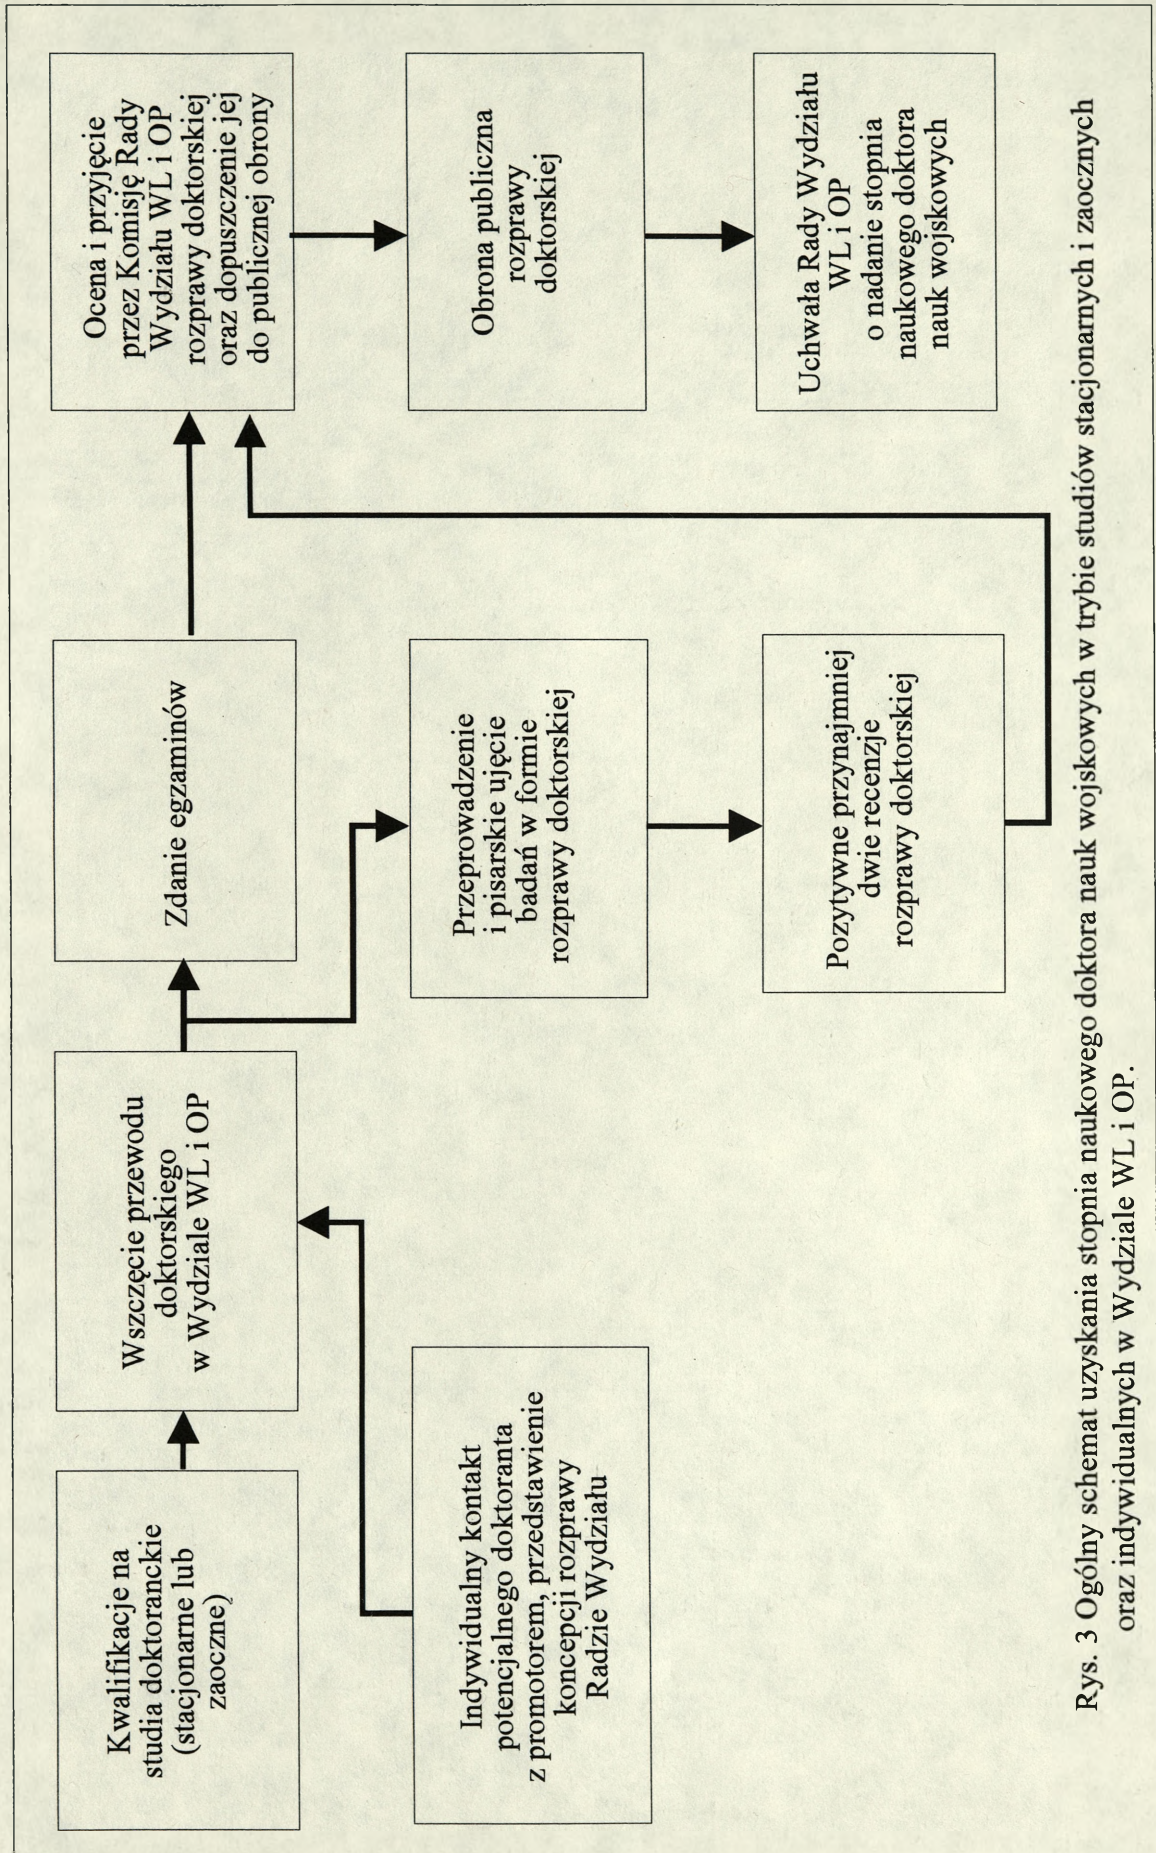 Kwalifikacje na
studia doktoranckie
(stacjonarne lub
zaoczne)
Indywidualny kontakt
potencjalnego doktoranta
z promotorem, przedstawienie
koncepcji rozprawy
Radzie Wydziału
Wszczęcie przewodu
doktorskiego
w Wydziale WL i OP
Zdanie egzaminów
Przeprowadzenie
i pisarskie ujęcie
badań w formie
rozprawy doktorskiej
Pozytywne przynajmniej
dwie recenzje
rozprawy doktorskiej
Ocena i przyjęcie
przez Komisję Rady
Wydziału WL i OP
rozprawy doktorskiej
oraz dopuszczenie jej
do publicznej obrony
Obrona publiczna
rozprawy
doktorskiej
Uchwała Rady Wydziału
WL i OP
o nadanie stopnia
naukowego doktora
nauk wojskowych
Rys. 3 Ogólny schemat uzyskania stopnia naukowego doktora nauk wojskowych w trybie studiów stacjonarnych i zaocznych
oraz indywidualnych w Wydziale WL i OP.